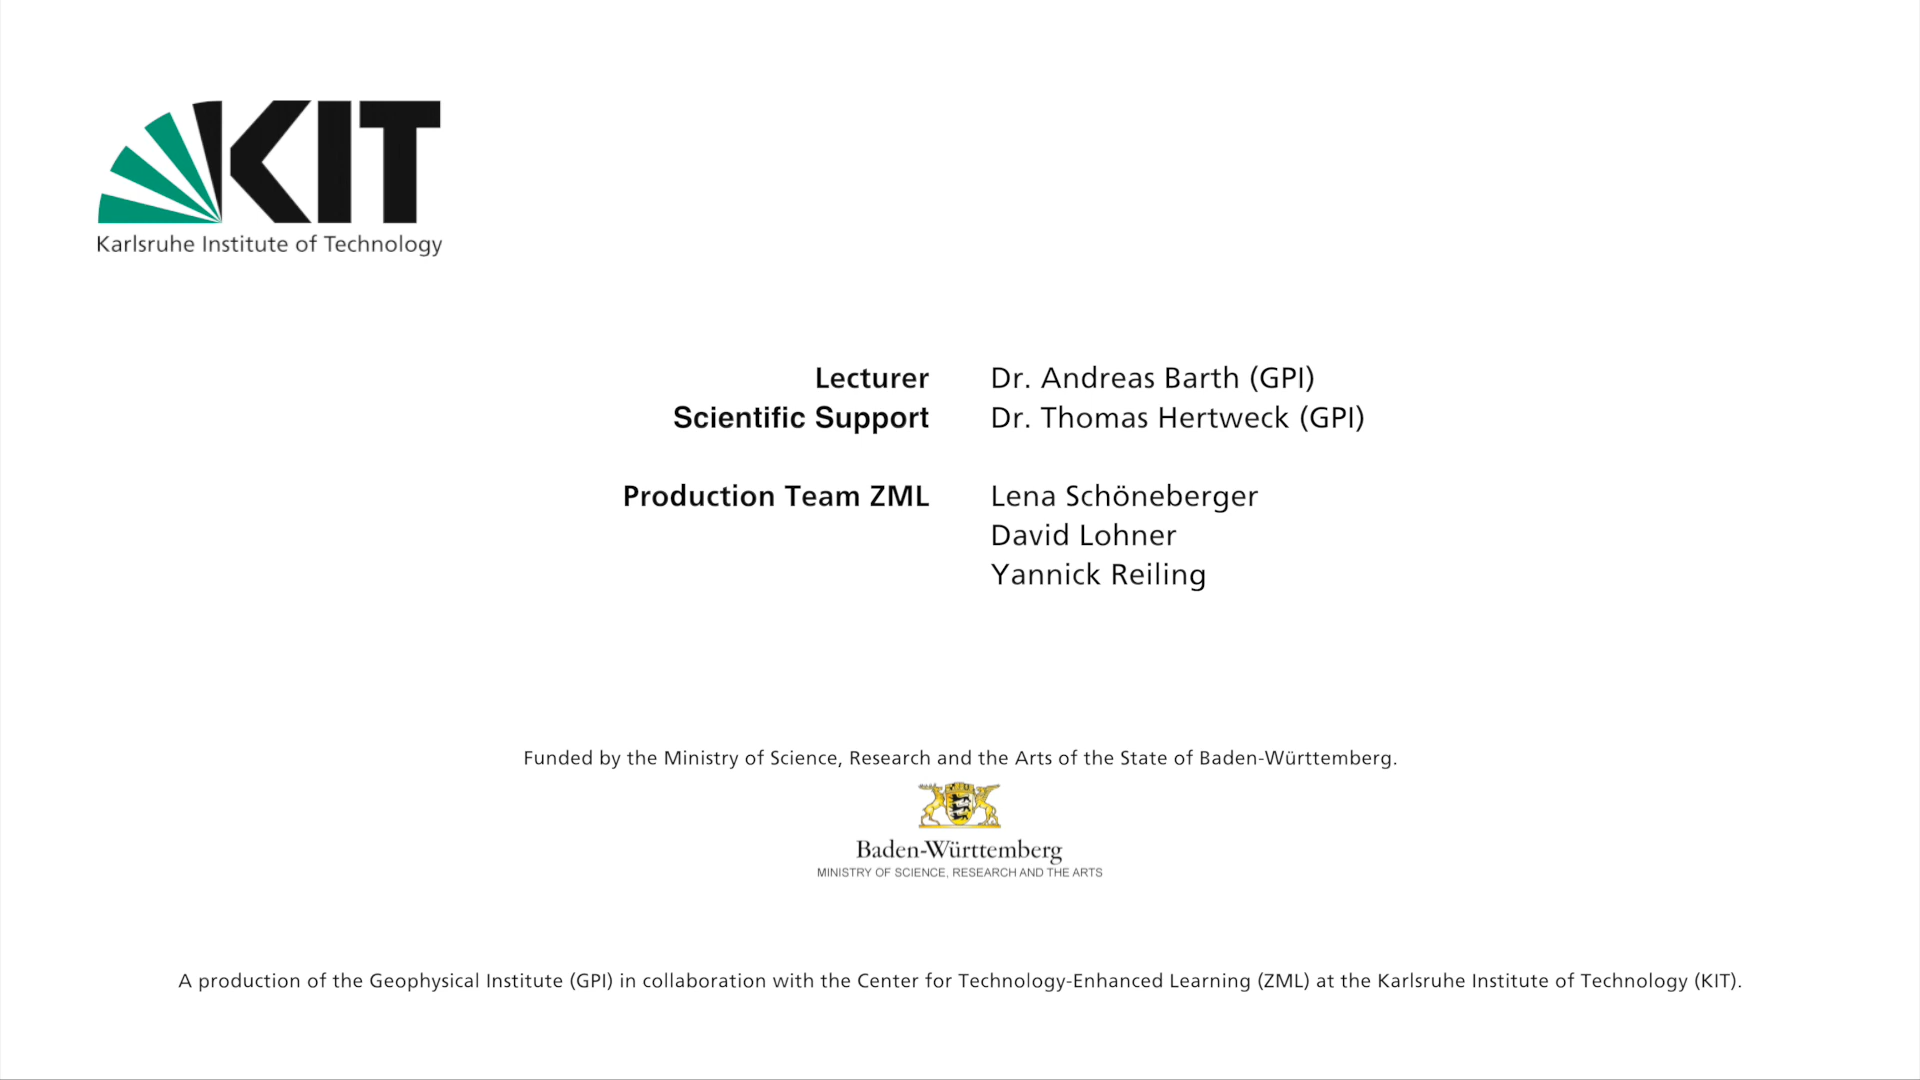 KIT
Karlsruhe Institute of Technology
Lecturer Dr. Andreas Barth (GPI)
Scientific Support Dr. Thomas Hertweck (GPI)
Production Team ZML Lena Schöneberger
David Lohner
Yannick Reiling
Funded by the Ministry of Science, Research and the Arts of the State of Baden-Württemberg.
Baden-Württemberg
MINISTRY OF SCIENCE, RESEARCH AND THE ARTS
A production of the Geophysical Institute (GPI) in collaboration with the Center for Technology-Enhanced Learning (ZML) at the Karlsruhe Institute of Technology (KIT).